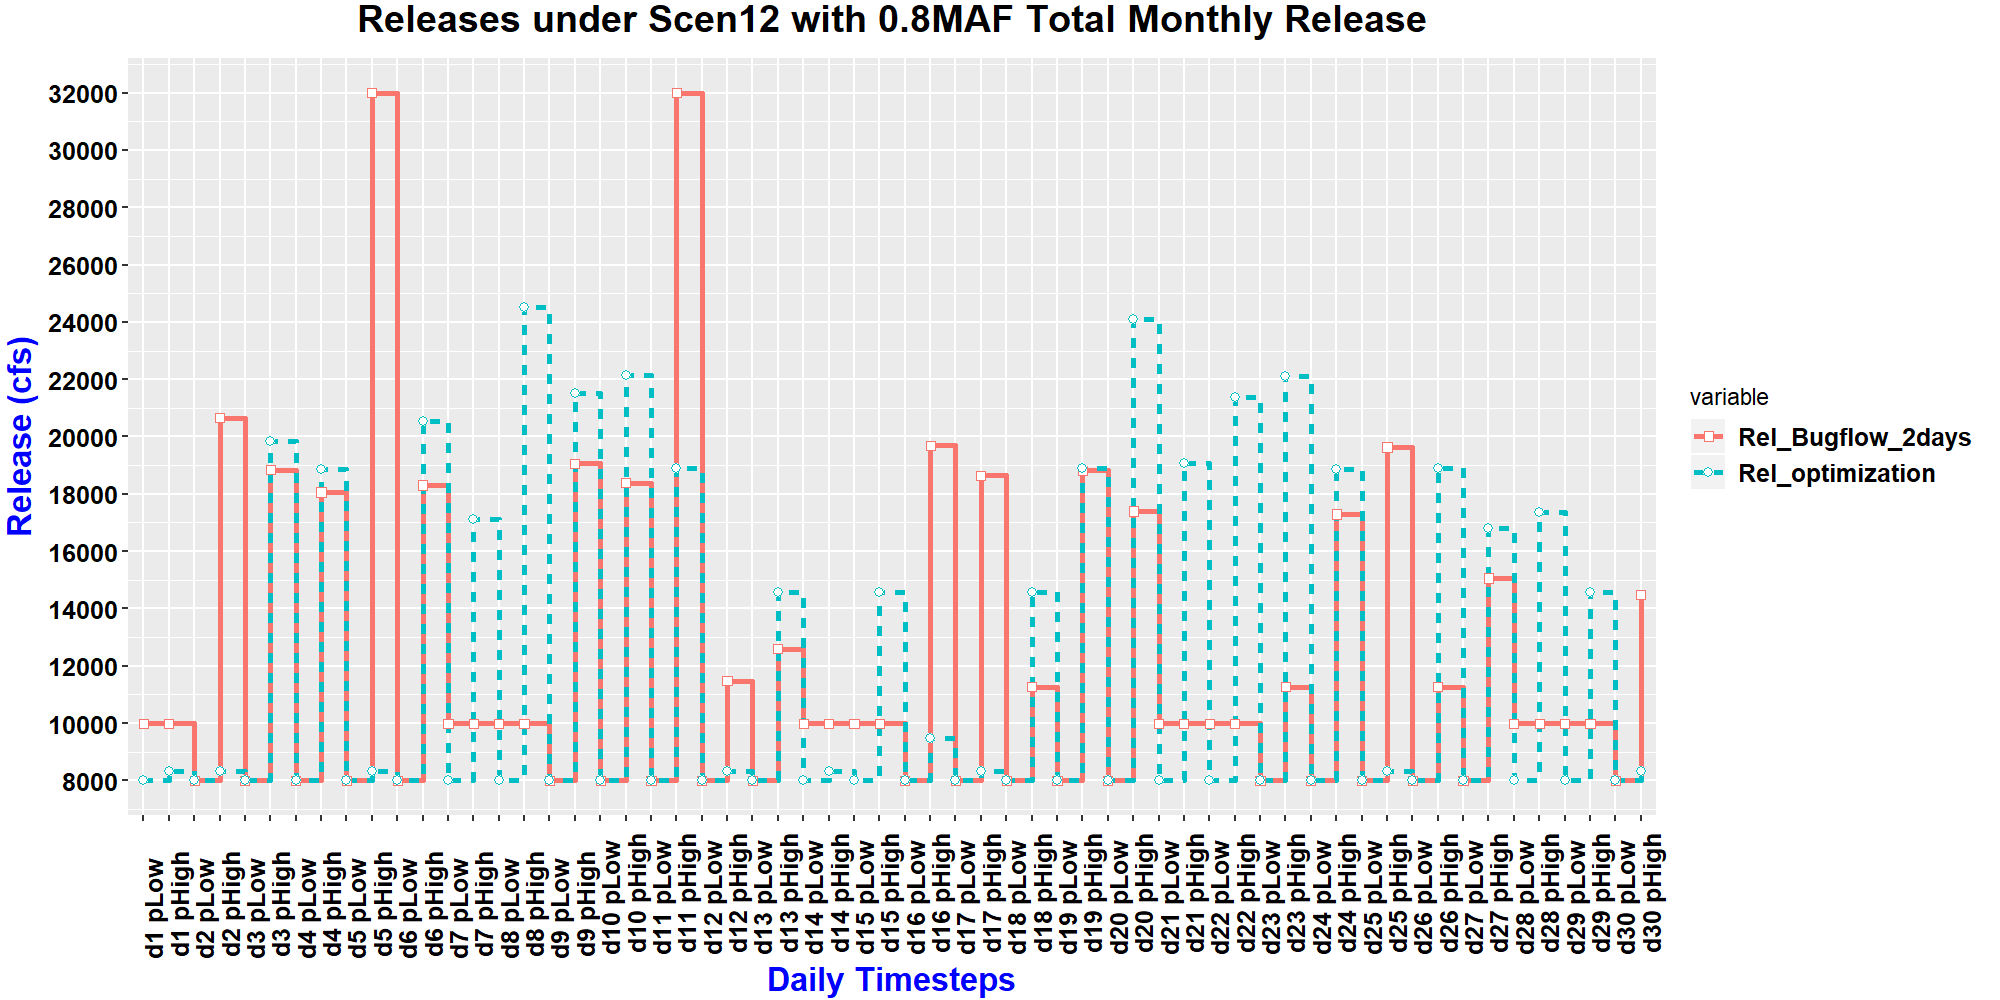 Releases under Scen12 with 0.8MAF Total Monthly Release
Release (cfs)
32000
30000
28000
26000
24000
22000
20000
18000
16000
14000
12000
10000
8000
d1 pLow
d1 pHigh
d2 pLow
d2 pHigh
d3 pLow
d3 pHigh
d4 pLow
d4 pHigh
d5 pLow
d5 pHigh
d6 pLow
d6 pHigh
d7 pLow
d7 pHigh
d8 pLow
d8 pHigh
d9 pLow
d9 pHigh
d10 pLow
d10 pHigh
d11 pLow
d11 pHigh
d12 pLow
d12 pHigh
d13 pLow
d13 pHigh
d14 pLow
d14 pHigh
d15 pLow
d15 pHigh
d16 pLow
d16 pHigh
d17 pLow
d17 pHigh
d18 pLow
d18 pHigh
d19 pLow
d19 pHigh
d20 pLow
d20 pHigh
d21 pLow
d21 pHigh
d22 pLow
d22 pHigh
d23 pLow
d23 pHigh
d24 pLow
d24 pHigh
d25 pLow
d25 pHigh
d26 pLow
d26 pHigh
d27 pLow
d27 pHigh
d28 pLow
d28 pHigh
d29 pLow
d29 pHigh
d30 pLow
d30 pHigh
Daily Timesteps
variable
Rel_Bugflow_2days
Rel_optimization